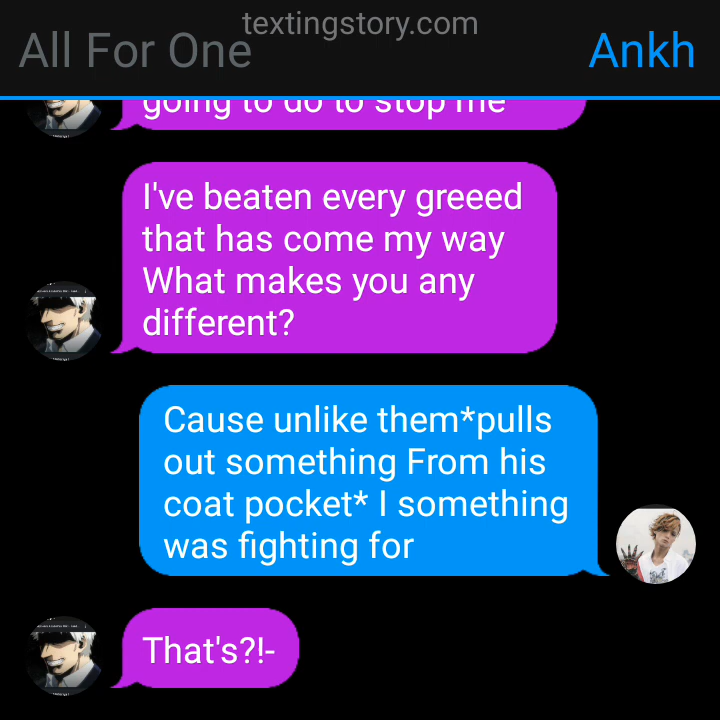 textingstory.com
All For One
Ankh
going to do to stop me
I've beaten every greeed
that has come my way
What makes you any
different?
Cause unlike them*pulls
out something From his
coat pocket* I something
was fighting for
That's?!-